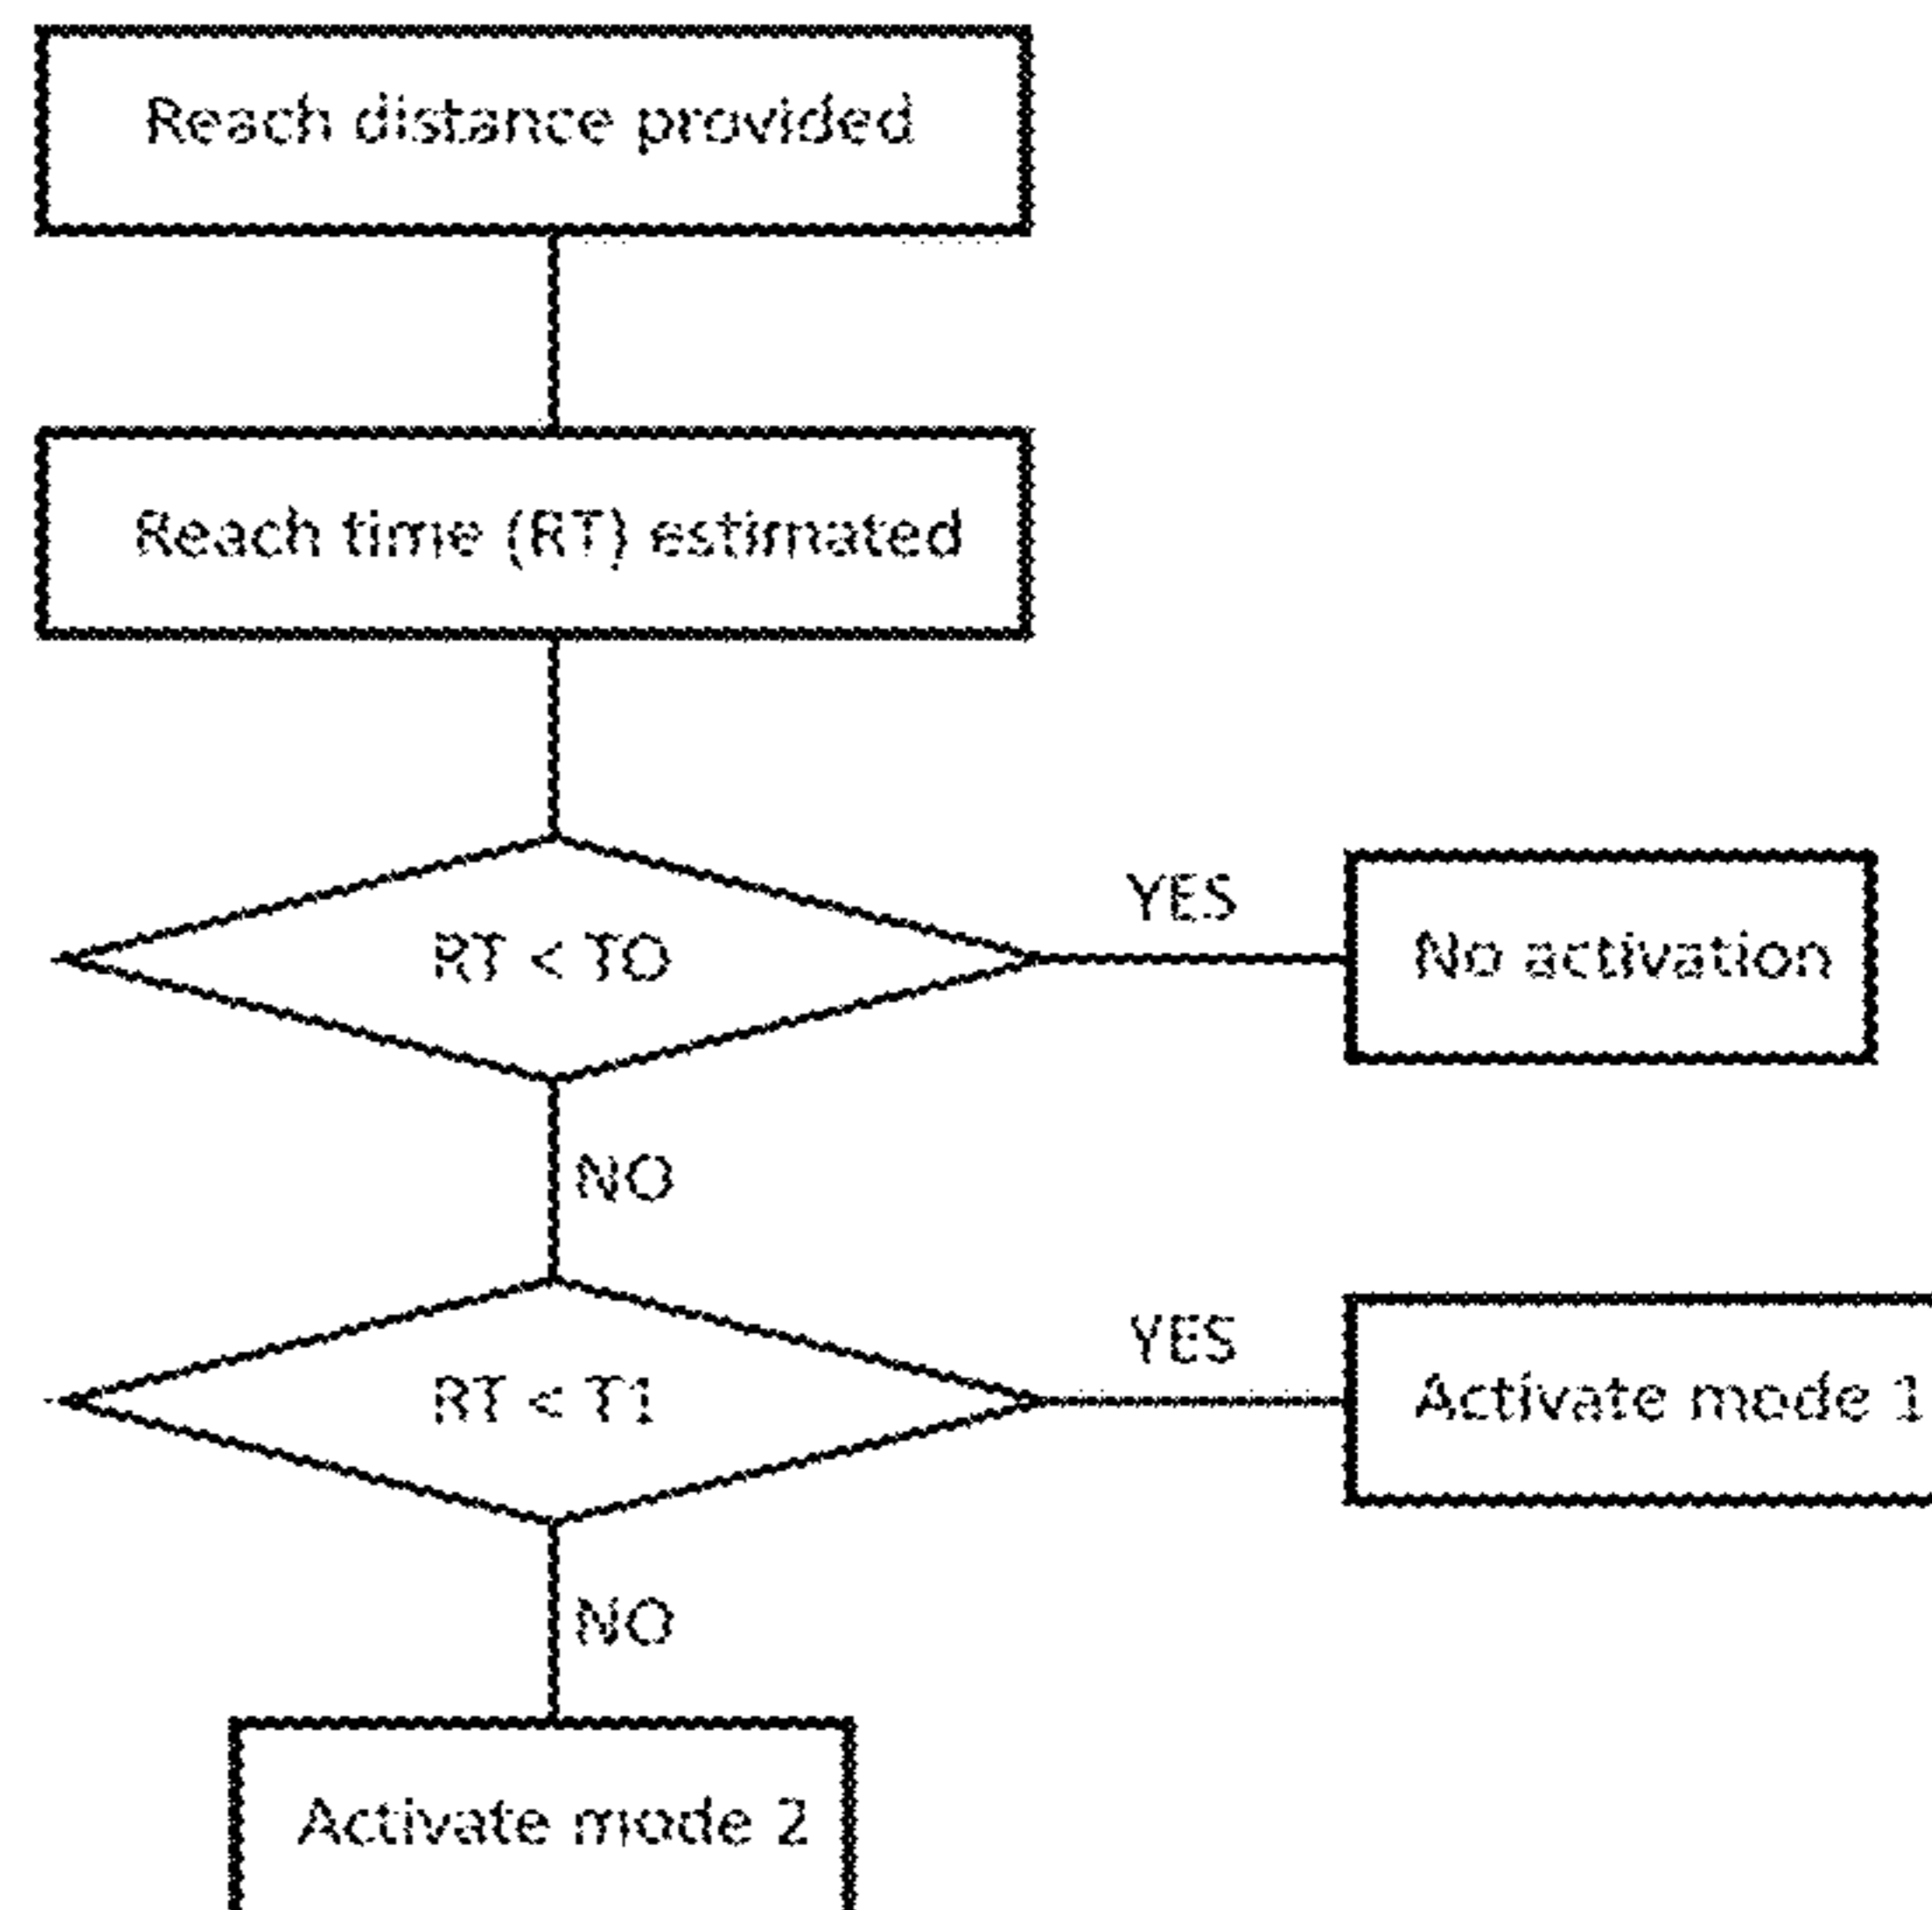 Reach distance provided
Reach time (RT) estimated
RT < T0
YES
No activation
NO
RT < T1
YES
Activate mode 1
NO
Activate mode 2